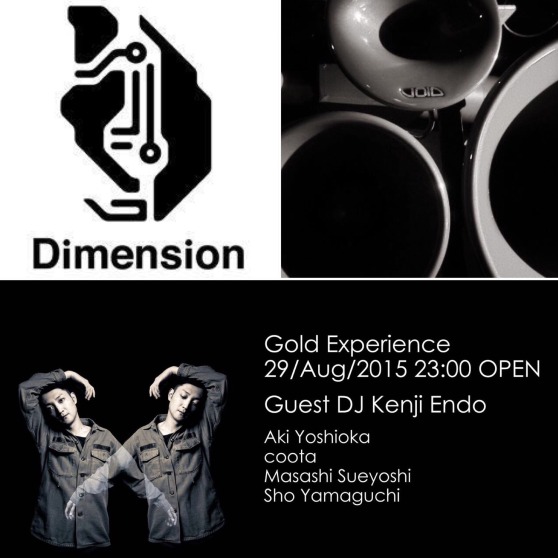 Dimension
VOID
Gold Experience
29/Aug/2015 23:00 OPEN
Guest DJ Kenji Endo
Aki Yoshioka
coota
Masashi Sueyoshi
Sho Yamaguchi